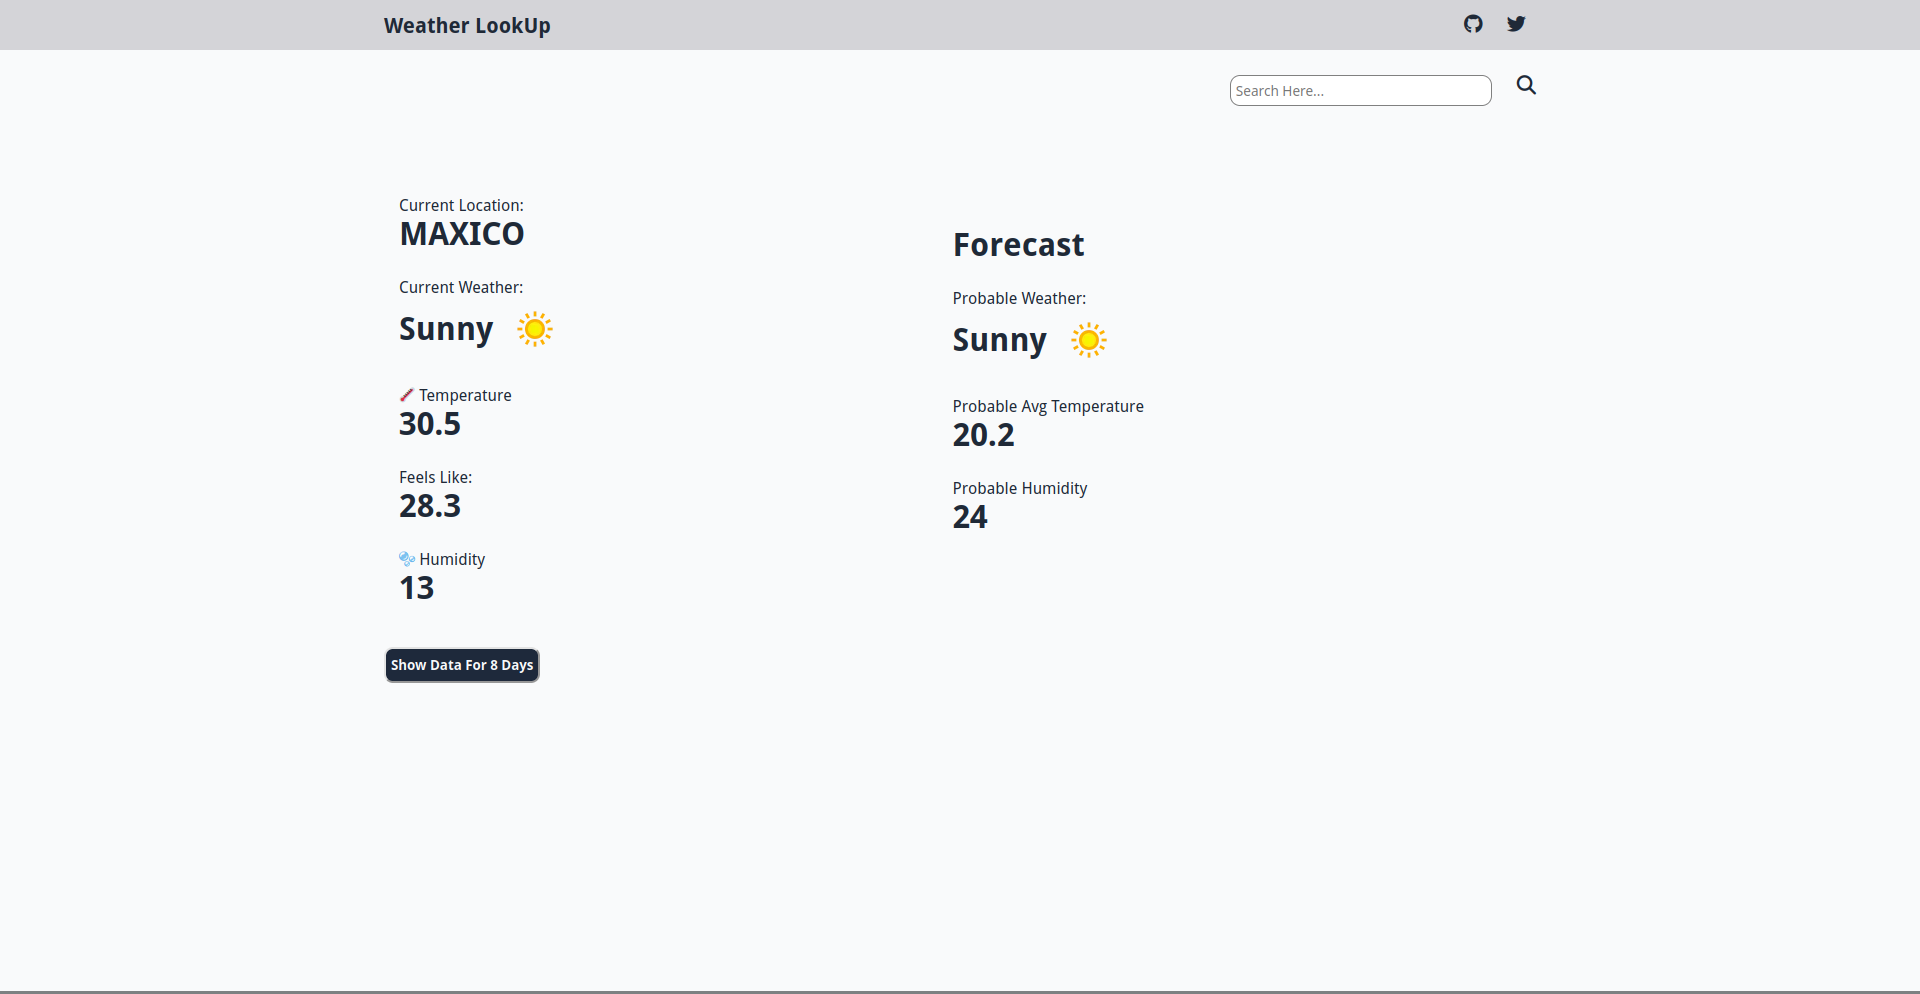 Weather LookUp
Search Here...
Current Location:
MAXICO
Current Weather:
Sunny
Temperature
30.5
Feels Like:
28.3
Humidity
13
Show Data For 8 Days
Forecast
Probable Weather:
Sunny
Probable Avg Temperature
20.2
Probable Humidity
24